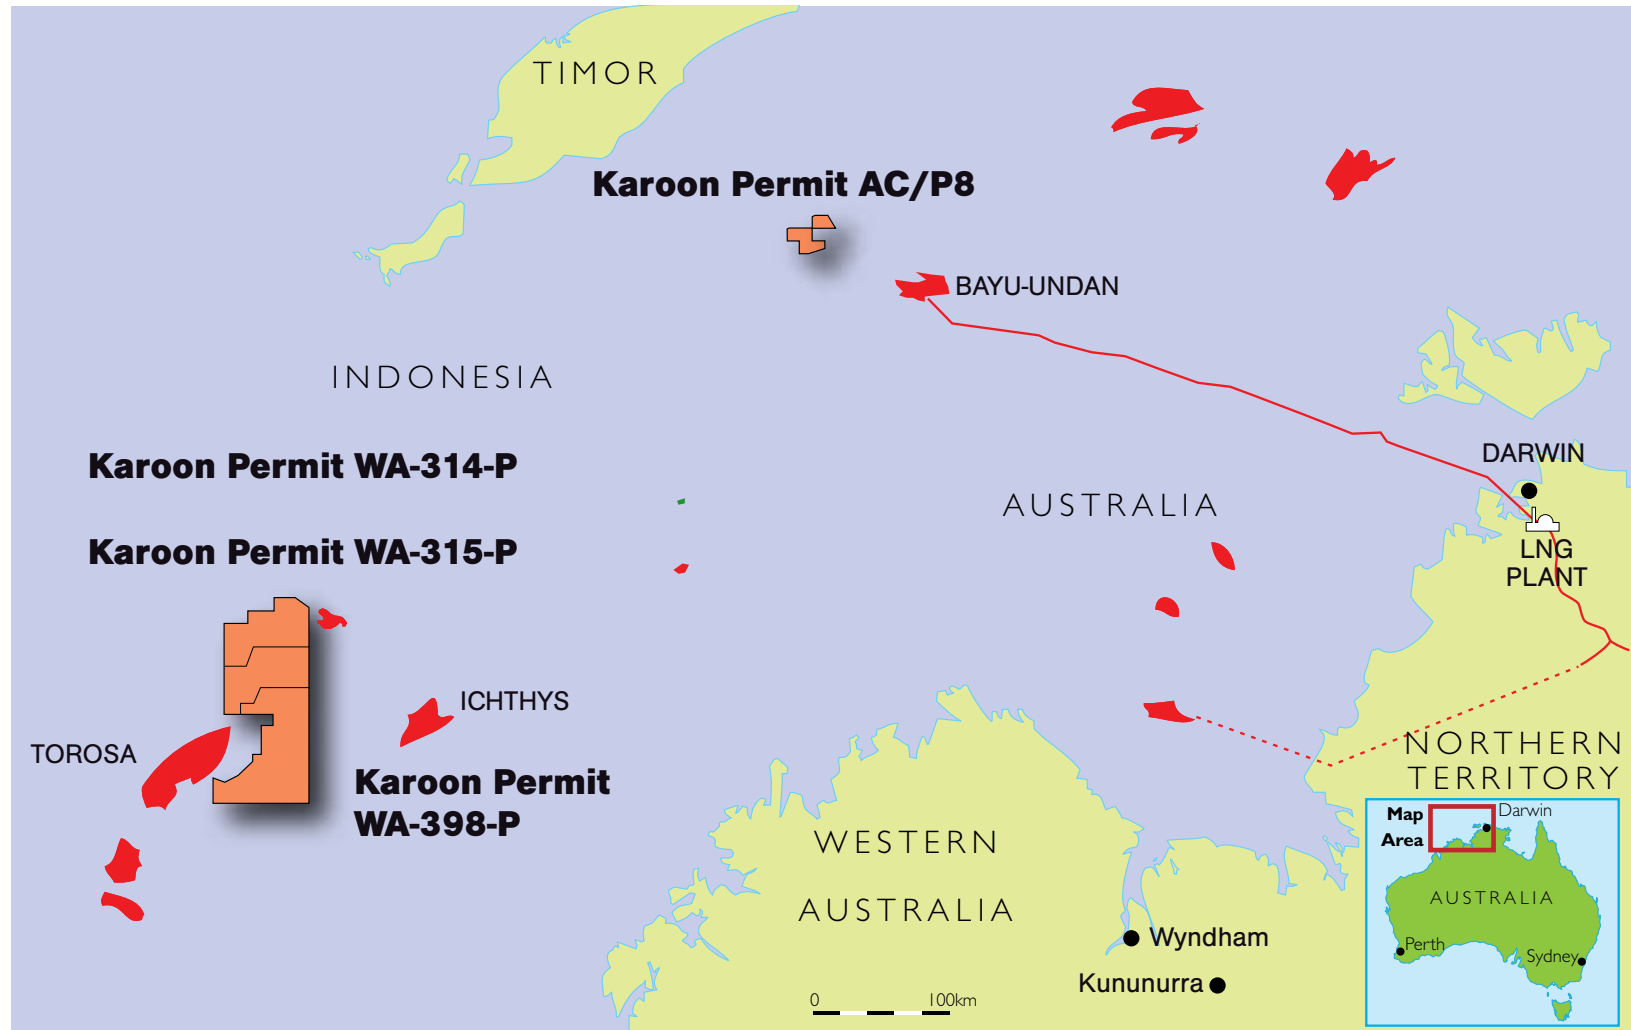 TIMOR
Karoon Permit AC/P8
BAYU-UNDAN
INDONESIA
Karoon Permit WA-314-P
DARWIN
AUSTRALIA
Karoon Permit WA-315-P
LNG
PLANT
ICHTHYS
TOROSA
NORTHERN
TERRITORY
Karoon Permit
WA-398-P
WESTERN
AUSTRALIA
Wyndham
Kununurra
0 100km
Map
Area
Darwin
AUSTRALIA
Perth
Sydney